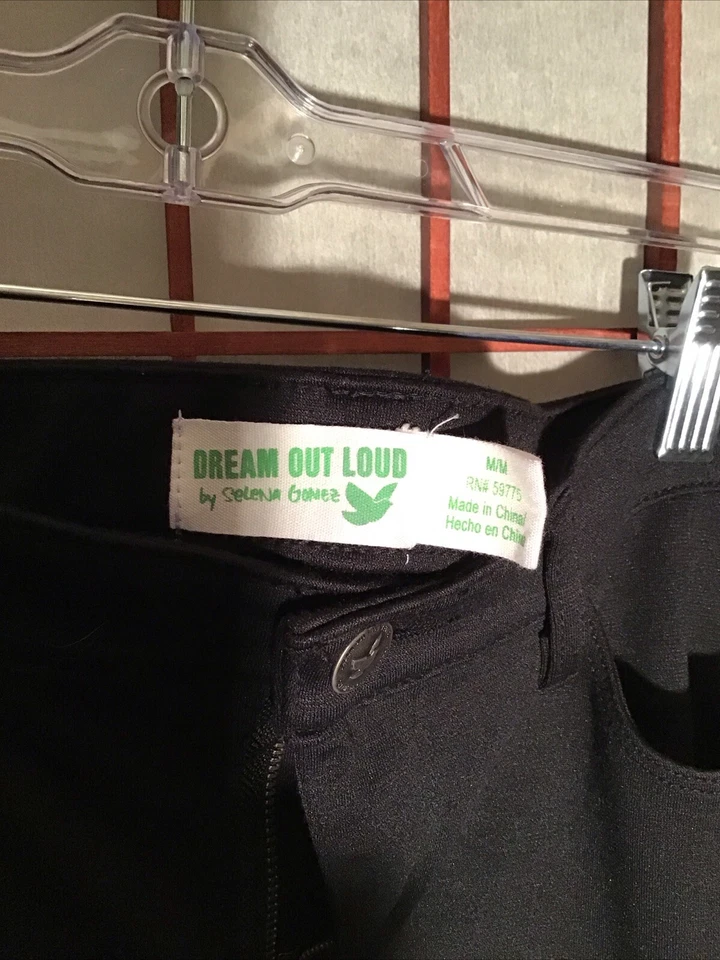 DREAM OUT LOUD
by SELENA GOMEZ
M/M
RN# 59775
Made in China/
Hecho en China